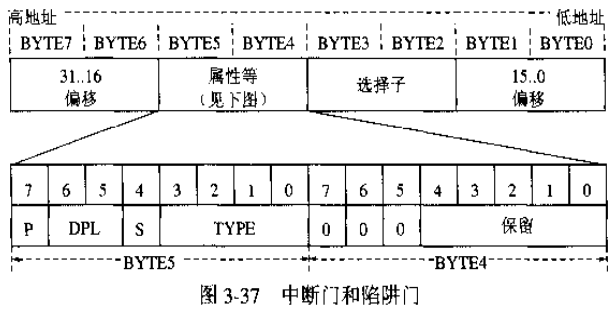 高地址 低地址
BYTE7 BYTE6 BYTE5 BYTE4 BYTE3 BYTE2 BYTE1 BYTE0
31..16 属性等 选择子 15..0
偏移 (见下图) 偏移
7 6 5 4 3 2 1 0 7 6 5 4 3 2 1 0
P DPL S TYPE 0 0 0 保留
BYTE5 BYTE4
图 3-37 中断门和陷阱门